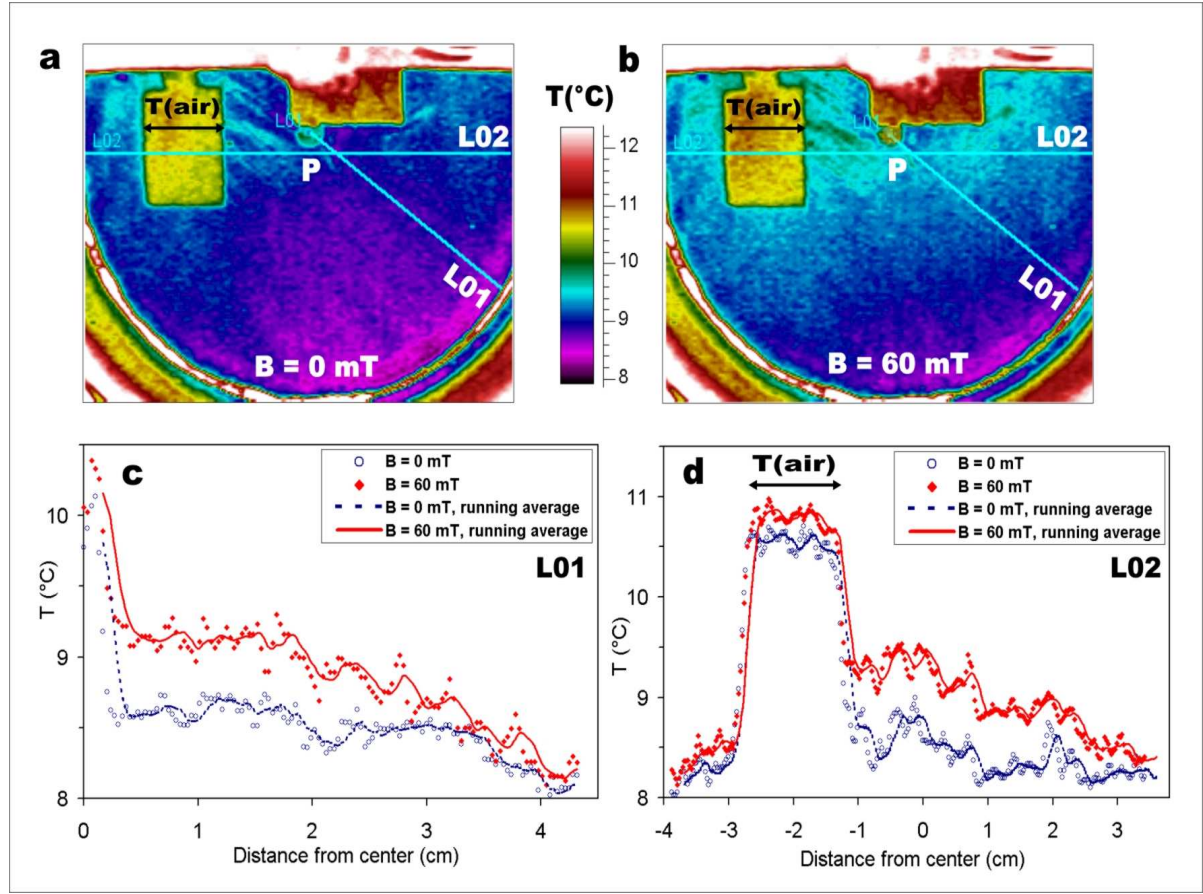 a
T(air)
L02
L01
L02
P
L01
B = 0 mT
T(°C)
12
11
10
9
8
b
T(air)
L02
L01
L02
P
L01
B = 60 mT
c
B = 0 mT
B = 60 mT
B = 0 mT, running average
B = 60 mT, running average
L01
T (°C)
10
9
8
0 1 2 3 4
Distance from center (cm)
d
T(air)
B = 0 mT
B = 60 mT
B = 0 mT, running average
B = 60 mT, running average
L02
T (°C)
11
10
9
8
-4 -3 -2 -1 0 1 2 3
Distance from center (cm)